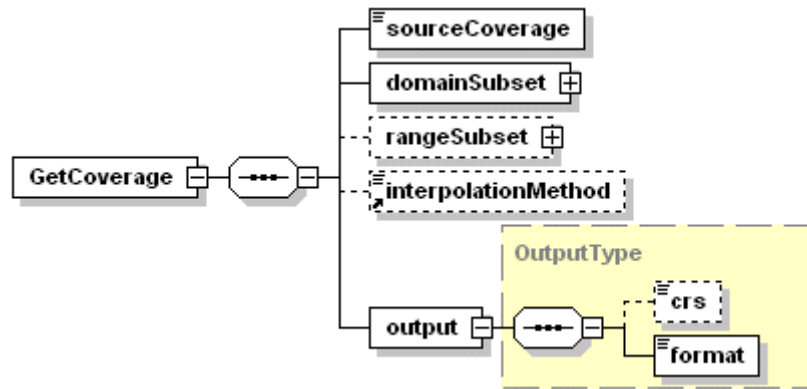 sourceCoverage
domainSubset
rangeSubset
GetCoverage
interpolationMethod
OutputType
crs
output
format